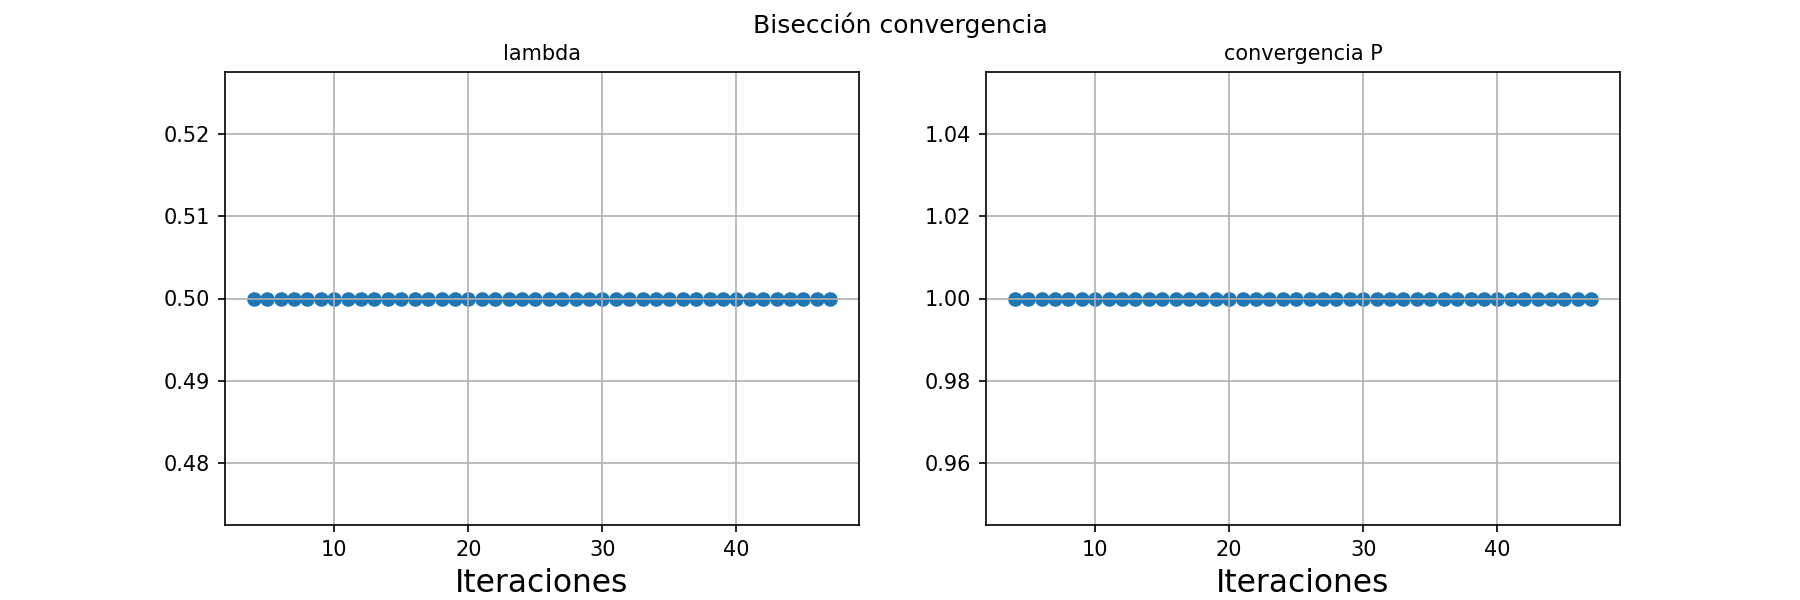 Bisección convergencia
lambda
0.52
0.51
0.50
0.49
0.48
10 20 30 40
Iteraciones
convergencia P
1.04
1.02
1.00
0.98
0.96
10 20 30 40
Iteraciones